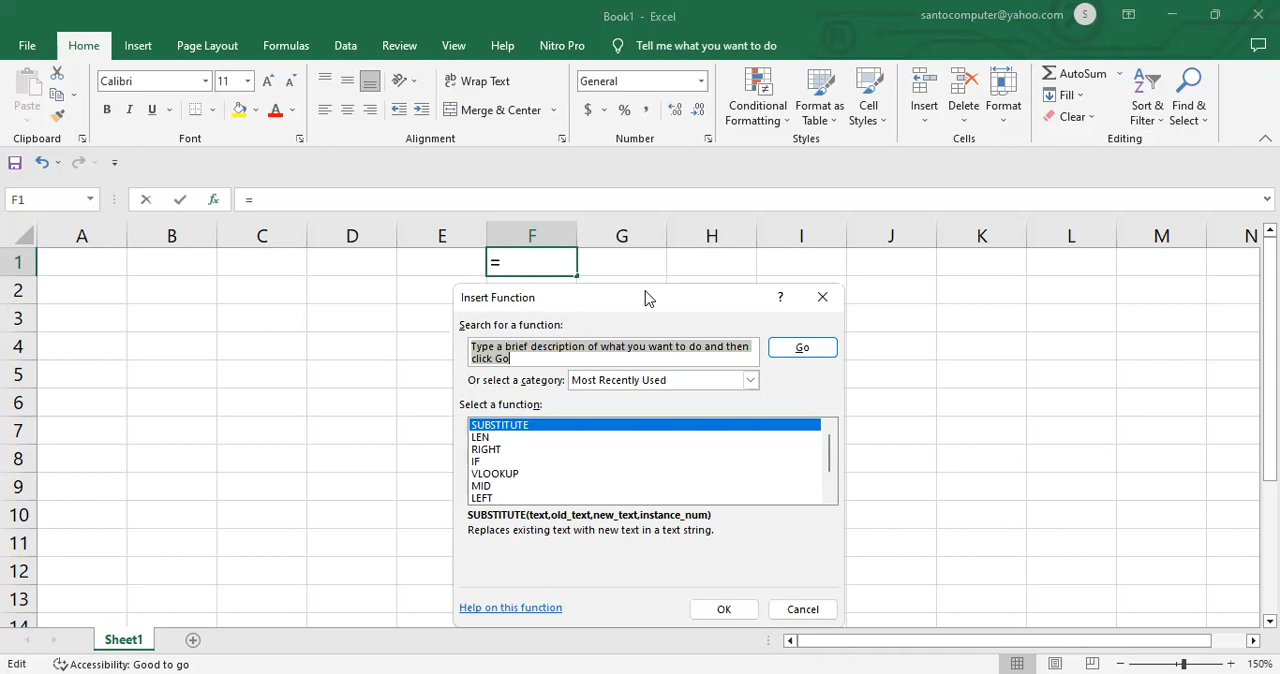 Book1 - Excel
santocomputer@yahoo.com
S
File
Home
Insert
Page Layout
Formulas
Data
Review
View
Help
Nitro Pro
Tell me what you want to do
Paste
Clipboard
Calibri
11
A
A
B
I
U
A
Font
Wrap Text
Merge & Center
Alignment
General
$
%
Number
Conditional
Formatting
Format as
Table
Cell
Styles
Styles
Insert
Delete
Format
Cells
AutoSum
Fill
Clear
Sort &
Filter
Find &
Select
Editing
F1
fx
=
A B C D E F G H I J K L M N
1
=
2
3
4
5
6
7
8
9
10
11
12
13
14
Insert Function
?
Search for a function:
Type a brief description of what you want to do and then
click Go
Go
Or select a category:
Most Recently Used
Select a function:
SUBSTITUTE
LEN
RIGHT
IF
VLOOKUP
MID
LEFT
SUBSTITUTE(text,old_text,new_text,instance_num)
Replaces existing text with new text in a text string.
Help on this function
OK
Cancel
Sheet1
Edit
Accessibility: Good to go
150%